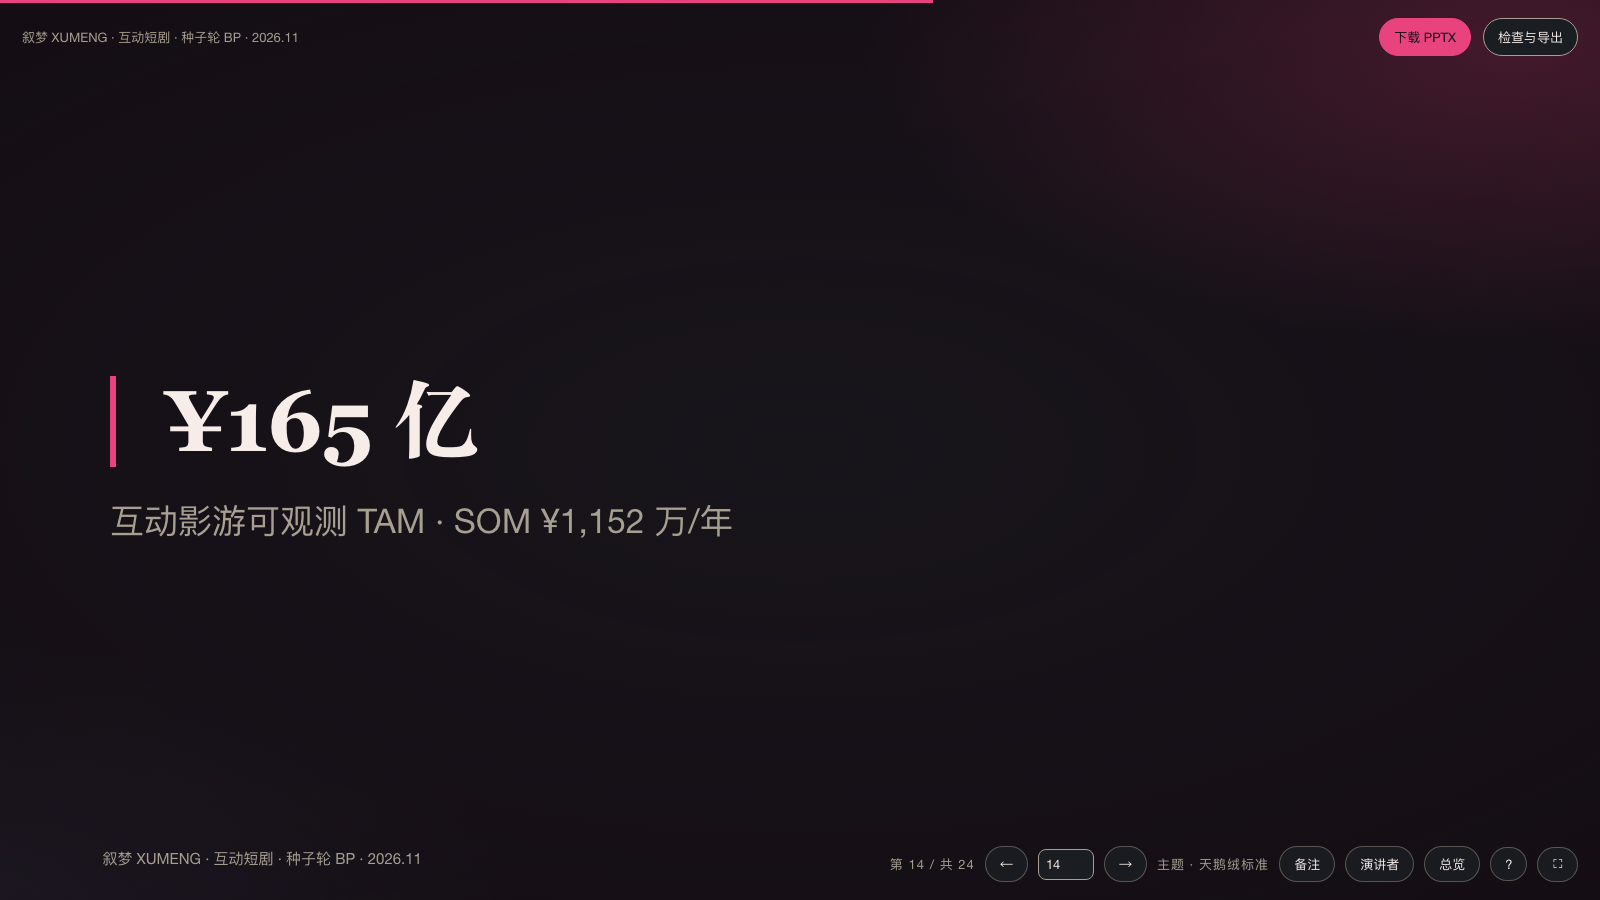 叙梦 XUMENG · 互动短剧 · 种子轮 BP · 2026.11
下载 PPTX
检查与导出
¥165 亿
互动影游可观测 TAM · SOM ¥1,152 万/年
叙梦 XUMENG · 互动短剧 · 种子轮 BP · 2026.11
第 14 / 共 24
←
14
→
主题 · 天鹅绒标准
备注
演讲者
总览
?